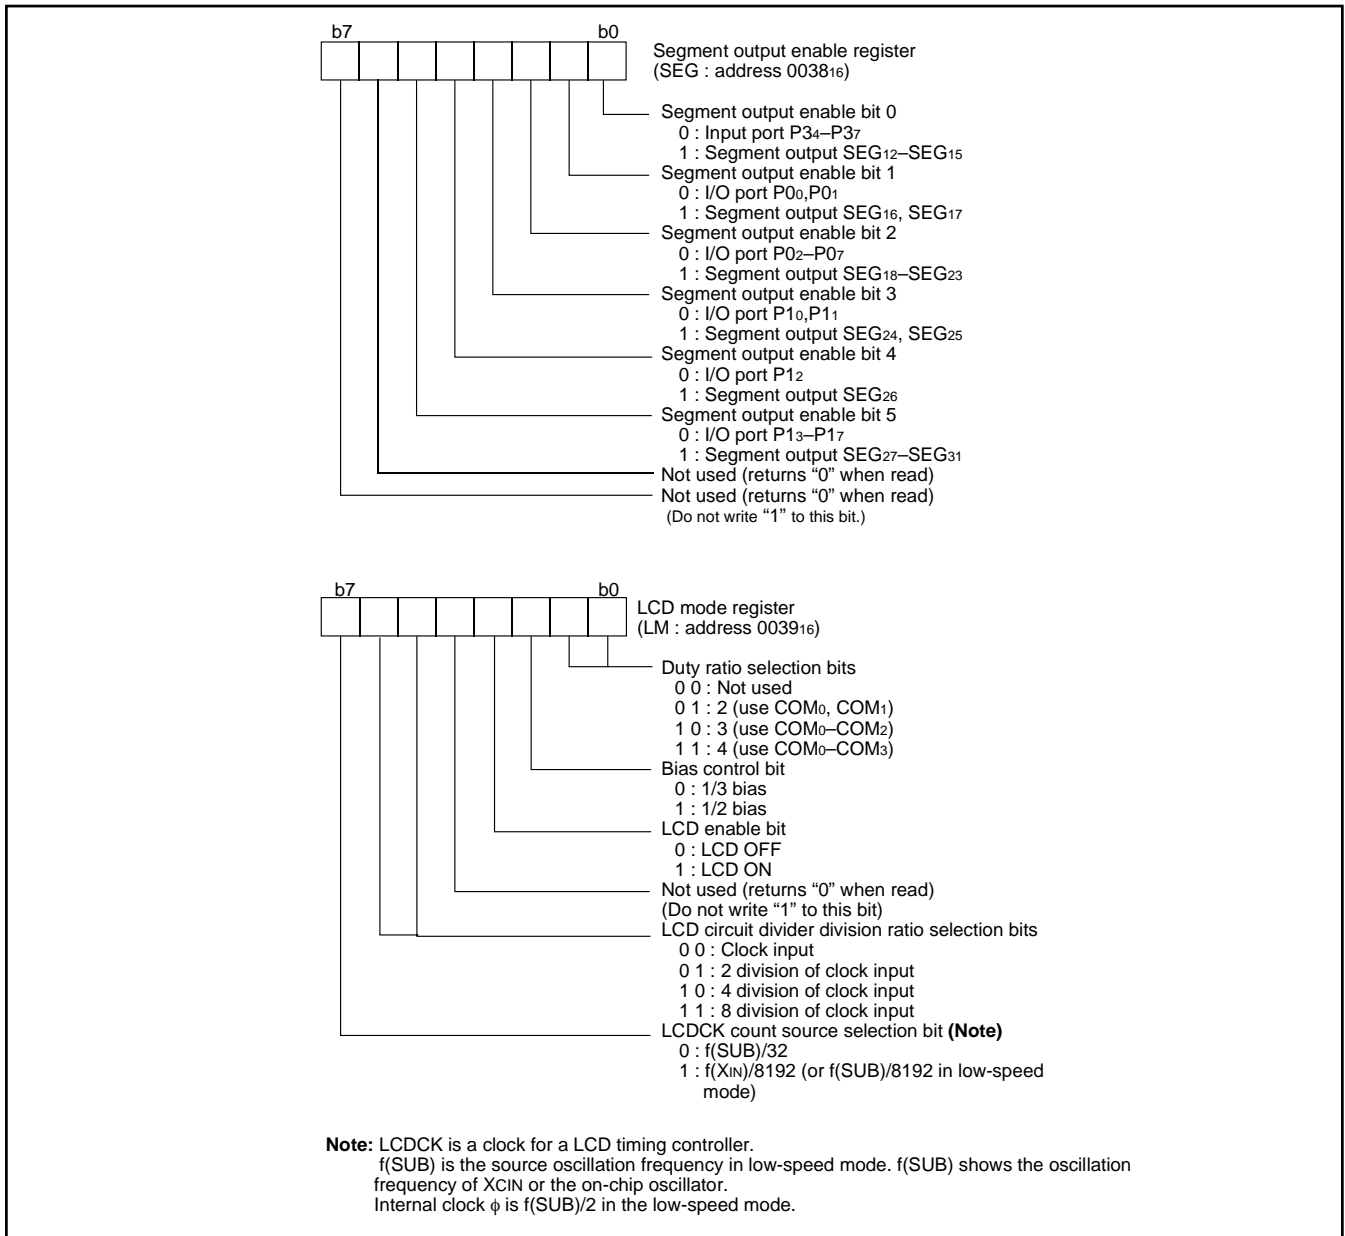 b7 b0
Segment output enable register
(SEG : address 003816)
Segment output enable bit 0
0 : Input port P34–P37
1 : Segment output SEG12–SEG15
Segment output enable bit 1
0 : I/O port P00,P01
1 : Segment output SEG16, SEG17
Segment output enable bit 2
0 : I/O port P02–P07
1 : Segment output SEG18–SEG23
Segment output enable bit 3
0 : I/O port P10,P11
1 : Segment output SEG24, SEG25
Segment output enable bit 4
0 : I/O port P12
1 : Segment output SEG26
Segment output enable bit 5
0 : I/O port P13–P17
1 : Segment output SEG27–SEG31
Not used (returns “0” when read)
Not used (returns “0” when read)
(Do not write “1” to this bit.)
b7 b0
LCD mode register
(LM : address 003916)
Duty ratio selection bits
0 0 : Not used
0 1 : 2 (use COM0, COM1)
1 0 : 3 (use COM0–COM2)
1 1 : 4 (use COM0–COM3)
Bias control bit
0 : 1/3 bias
1 : 1/2 bias
LCD enable bit
0 : LCD OFF
1 : LCD ON
Not used (returns “0” when read)
(Do not write “1” to this bit)
LCD circuit divider division ratio selection bits
0 0 : Clock input
0 1 : 2 division of clock input
1 0 : 4 division of clock input
1 1 : 8 division of clock input
LCDCK count source selection bit (Note)
0 : f(SUB)/32
1 : f(XIN)/8192 (or f(SUB)/8192 in low-speed
mode)
Note: LCDCK is a clock for a LCD timing controller.
f(SUB) is the source oscillation frequency in low-speed mode. f(SUB) shows the oscillation
frequency of XCIN or the on-chip oscillator.
Internal clock ϕ is f(SUB)/2 in the low-speed mode.